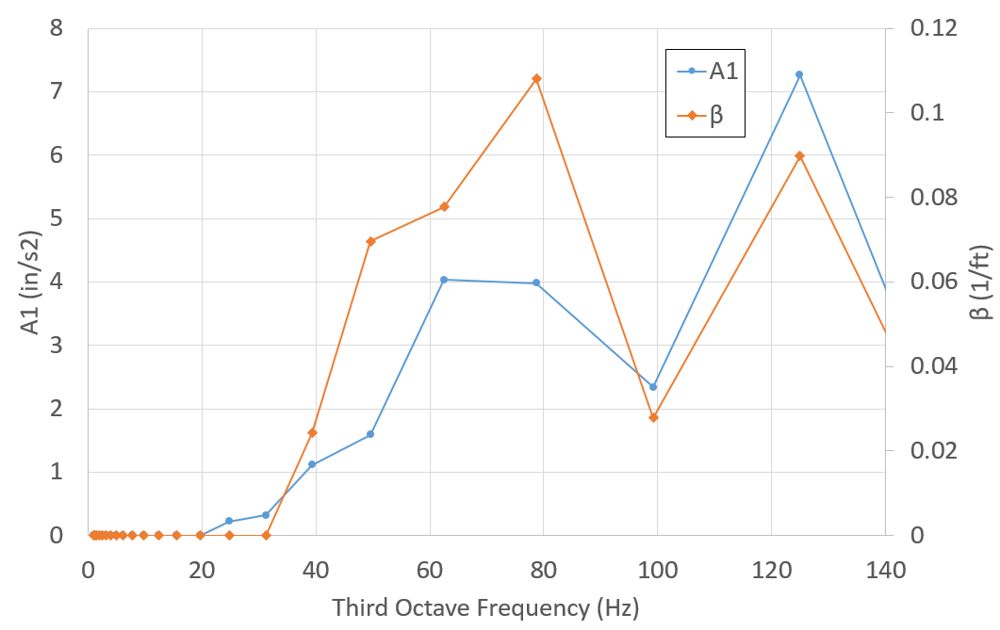 8
7
6
5
4
3
2
1
0
A1 (in/s2)
0.12
0.1
0.08
0.06
0.04
0.02
0
β (1/ft)
A1
β
0 20 40 60 80 100 120 140
Third Octave Frequency (Hz)